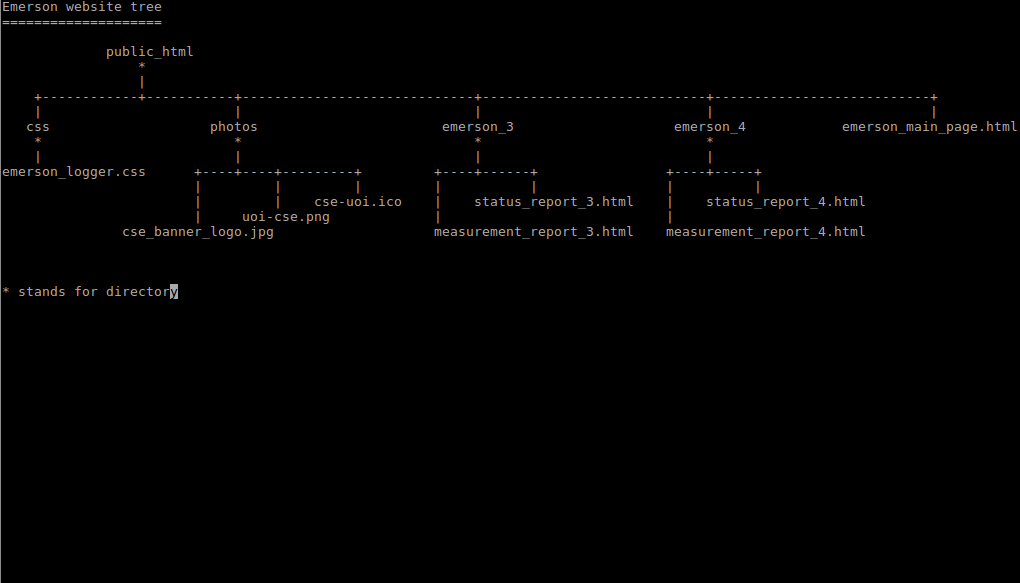 Emerson website tree
====================
public_html
*
|
+------------+-----------+-----------------------------+----------------------------+---------------------------+
| | | | |
css photos emerson_3 emerson_4 emerson_main_page.html
* * * *
| | | |
emerson_logger.css +----+----+---------+ +----+------+ +----+-----+
| | | | | | |
| | cse-uoi.ico | status_report_3.html | status_report_4.html
| uoi-cse.png | |
cse_banner_logo.jpg measurement_report_3.html measurement_report_4.html
* stands for directory